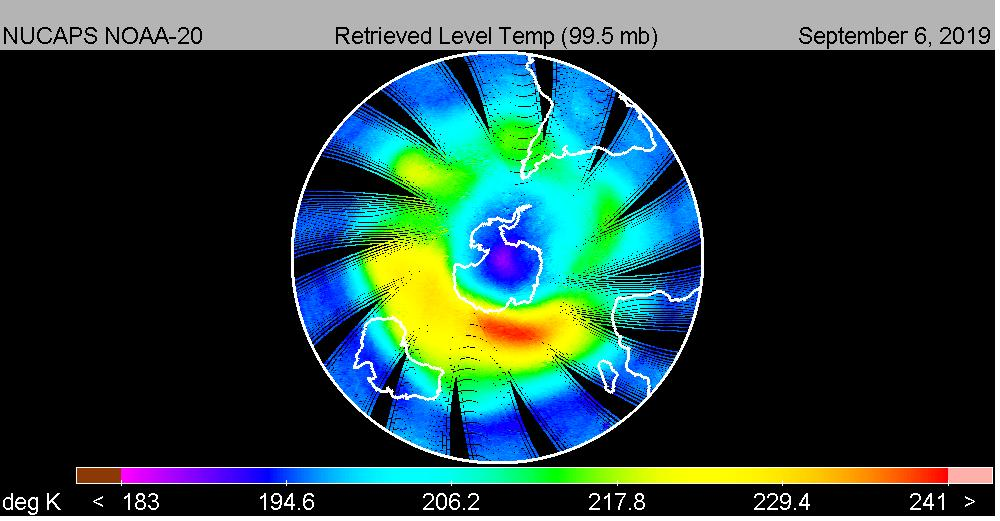 NUCAPS NOAA-20 Retrieved Level Temp (99.5 mb) September 6, 2019
deg K < 183 194.6 206.2 217.8 229.4 241 >